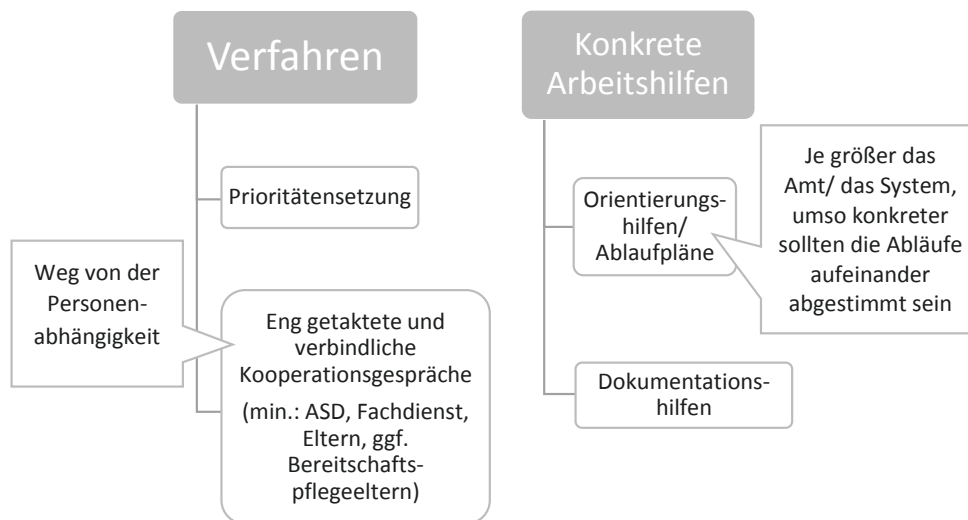 Verfahren
Prioritätensetzung
Weg von der
Personen-
abhängigkeit
Eng getaktete und
verbindliche
Kooperationsgespräche
(min.: ASD, Fachdienst,
Eltern, ggf.
Bereitschafts-
pflegeeltern)
Konkrete
Arbeitshilfen
Orientierungs-
hilfen/
Ablaufpläne
Je größer das
Amt/ das System,
umso konkreter
sollten die Abläufe
aufeinander
abgestimmt sein
Dokumentations-
hilfen